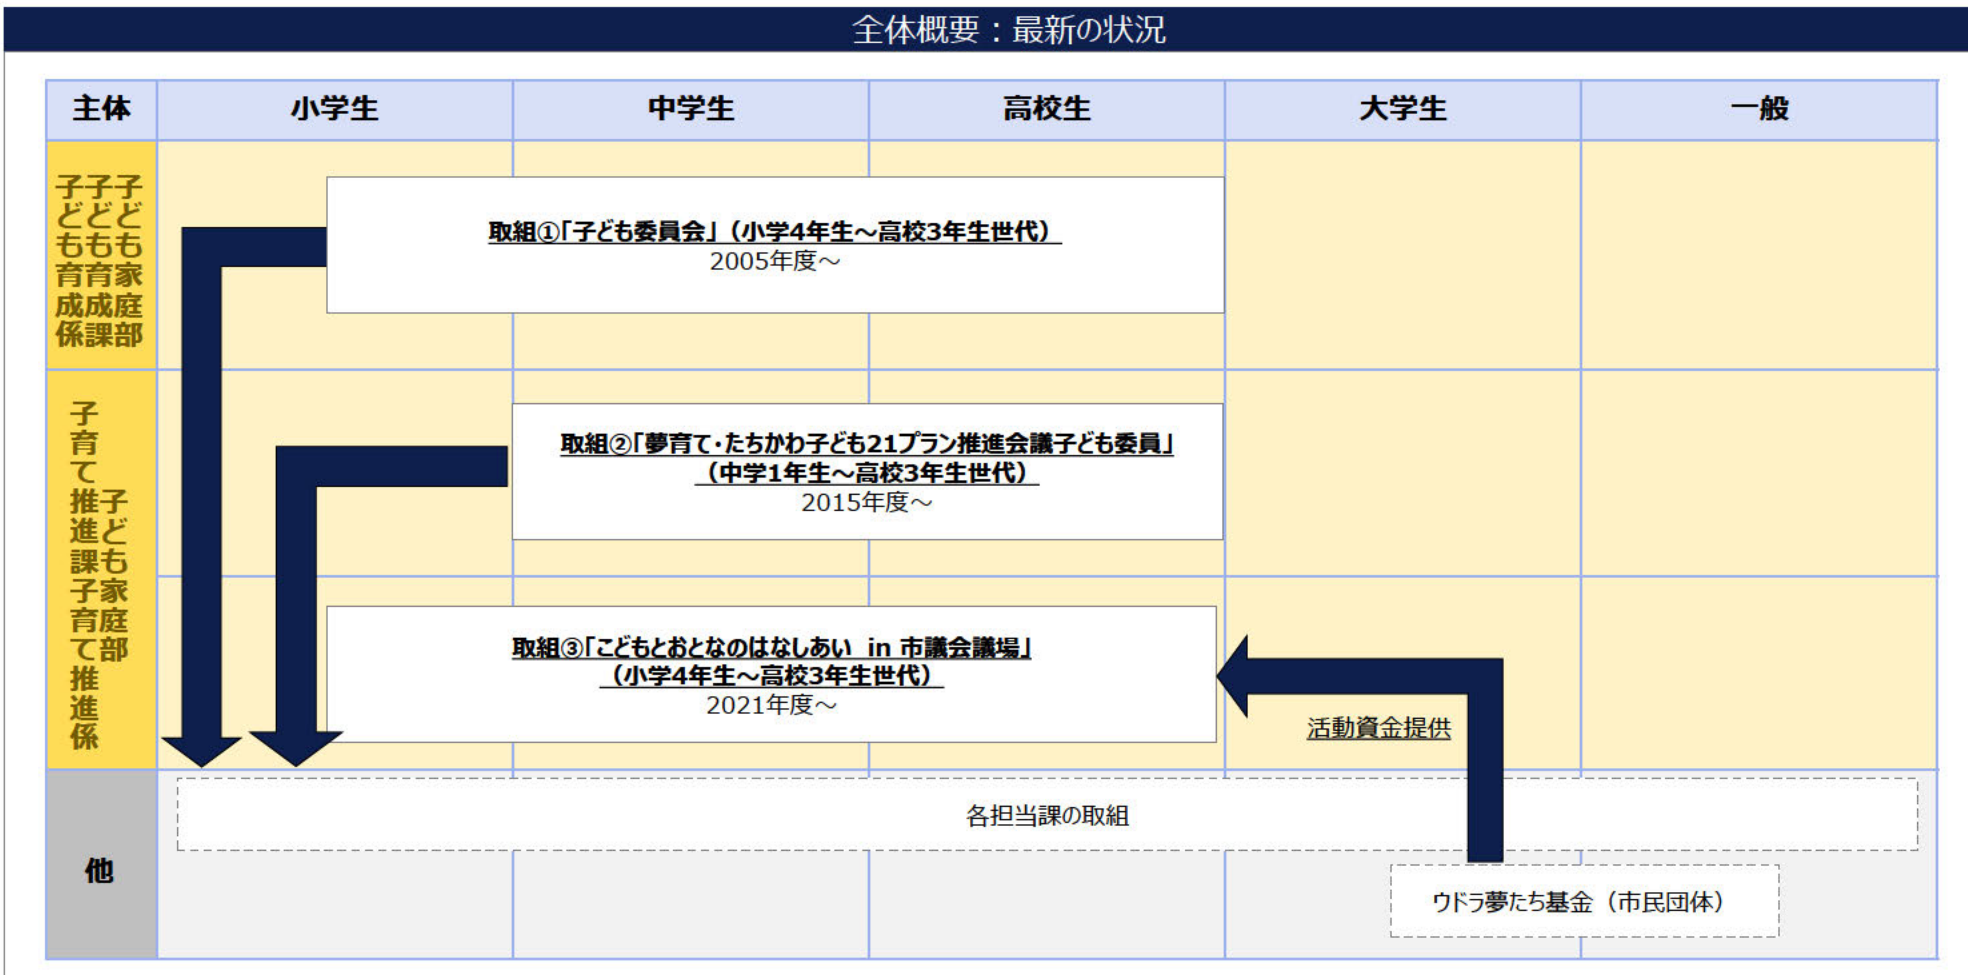 全体概要：最新の状況
主体
小学生
中学生
高校生
大学生
一般
子ども家庭部
子ども育成課
子ども育成係
取組①「子ども委員会」（小学4年生～高校3年生世代）
2005年度～
子ども家庭部
子育て推進課子育て推進係
取組②「夢育て・たちかわ子ども21プラン推進会議子ども委員」
（中学1年生～高校3年生世代）
2015年度～
取組③「こどもとおとなのはなしあい in 市議会議場」
（小学4年生～高校3年生世代）
2021年度～
活動資金提供
他
各担当課の取組
ウドラ夢たち基金（市民団体）